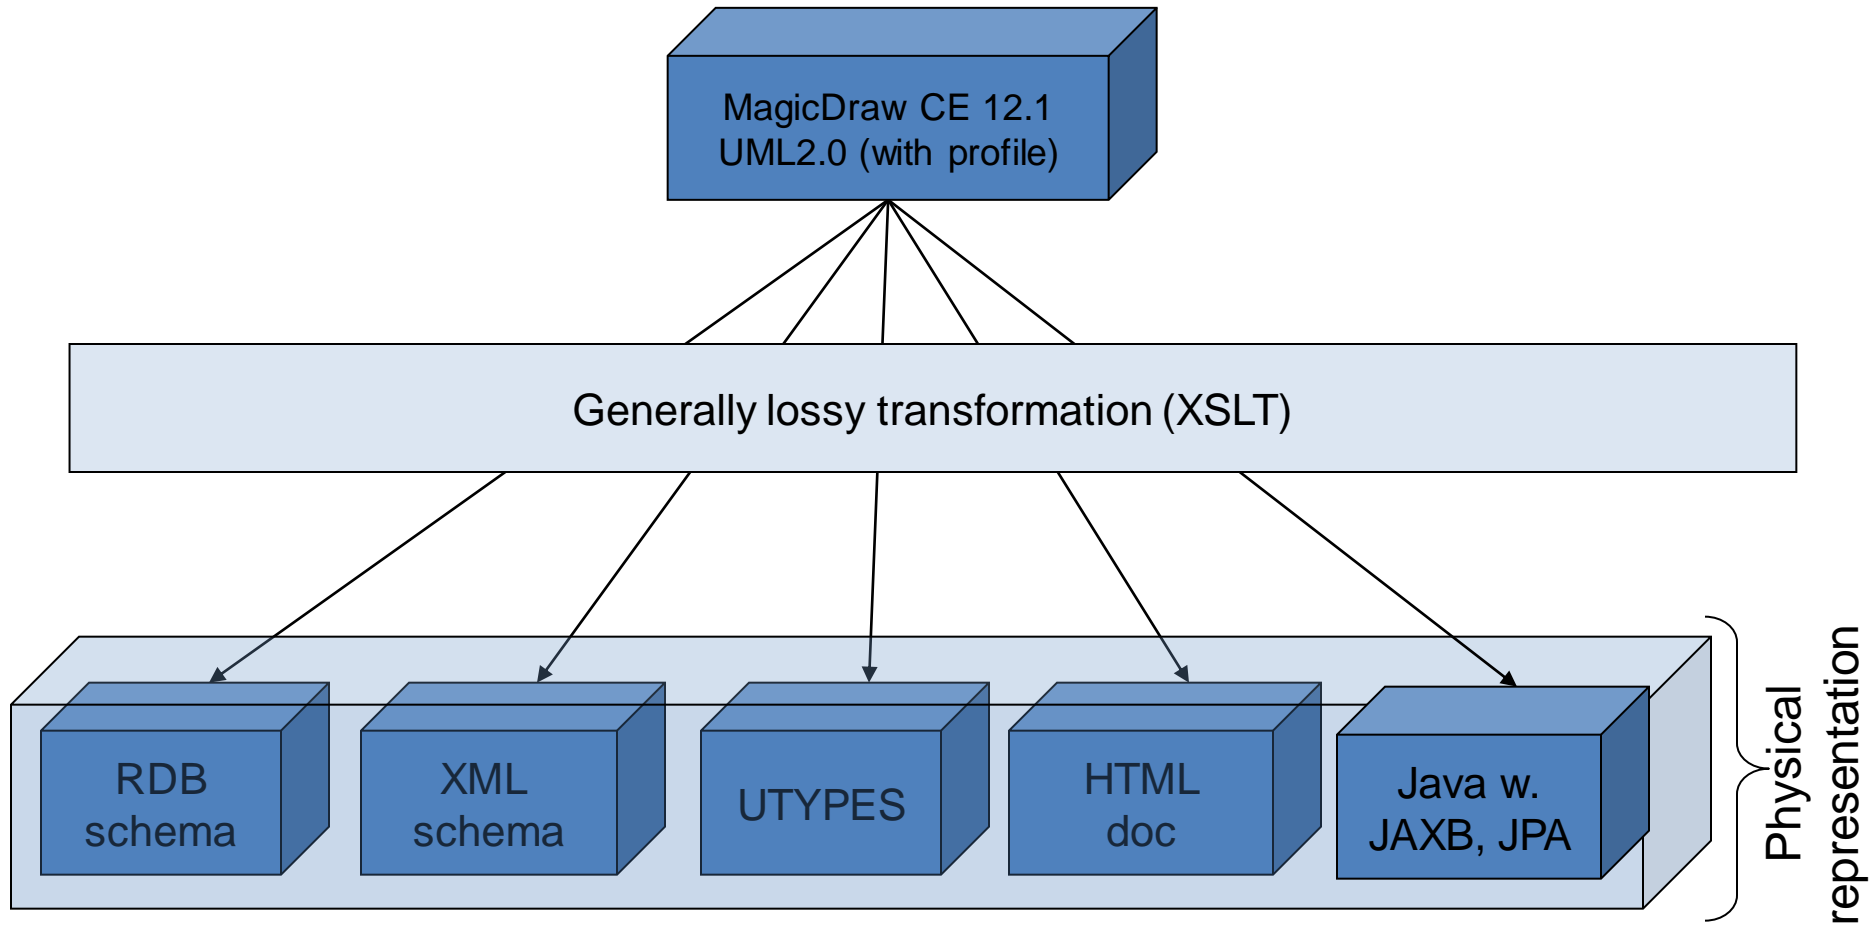 MagicDraw CE 12.1
UML2.0 (with profile)
Generally lossy transformation (XSLT)
RDB
schema
XML
schema
UTYPES
HTML
doc
Java w.
JAXB, JPA
Physical
representation